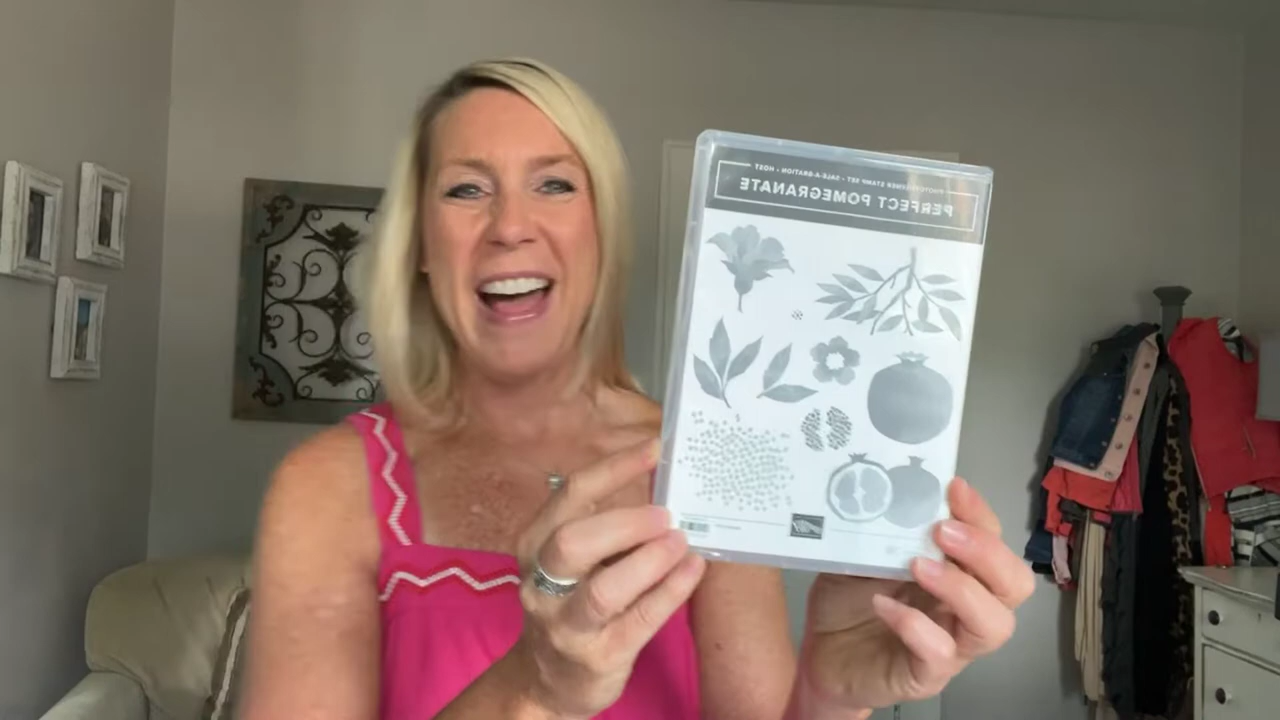 PHOTOPOLYMER STAMP SET • SALE-A-BRATION • HOST
PERFECT POMEGRANATE